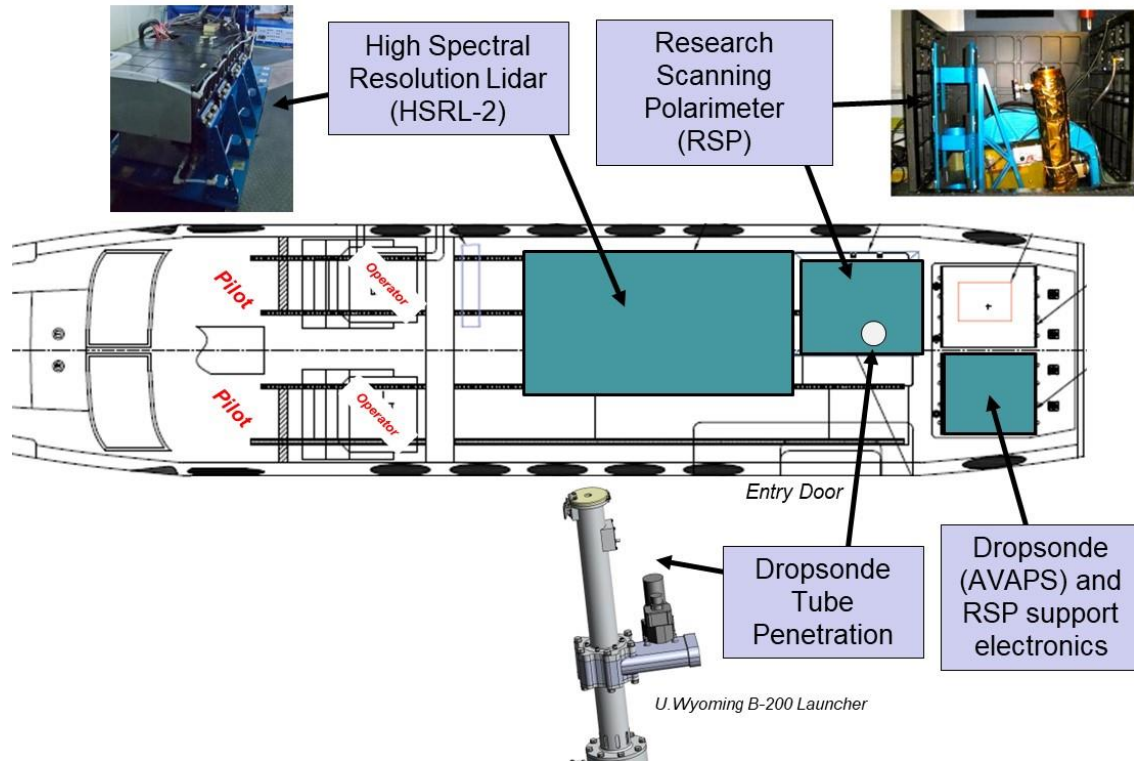 High Spectral
Resolution Lidar
(HSRL-2)
Research
Scanning
Polarimeter
(RSP)
Pilot
Operator
Pilot
Operator
Entry Door
Dropsonde
Tube
Penetration
Dropsonde
(AVAPS) and
RSP support
electronics
U.Wyoming B-200 Launcher